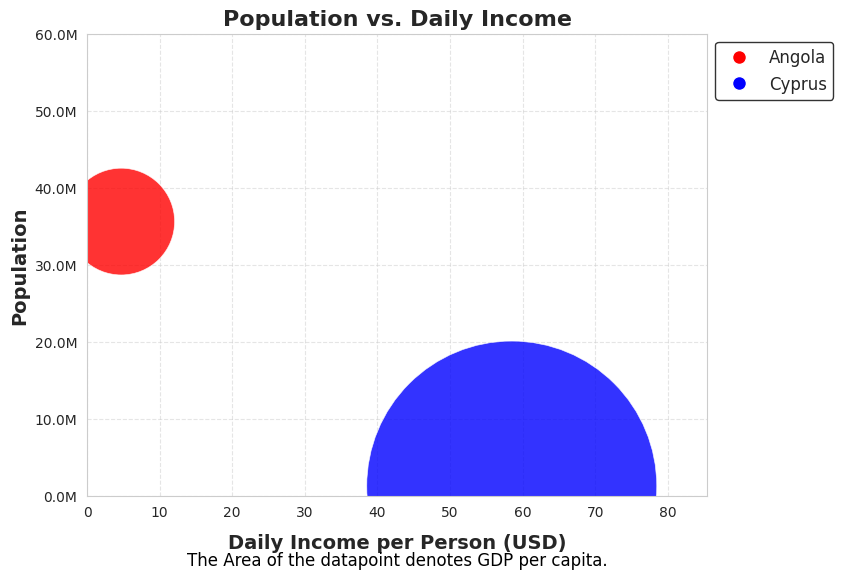 Population vs. Daily Income
60.0M
50.0M
40.0M
30.0M
20.0M
10.0M
0.0M
Population
0 10 20 30 40 50 60 70 80
Daily Income per Person (USD)
The Area of the datapoint denotes GDP per capita.
Angola
Cyprus